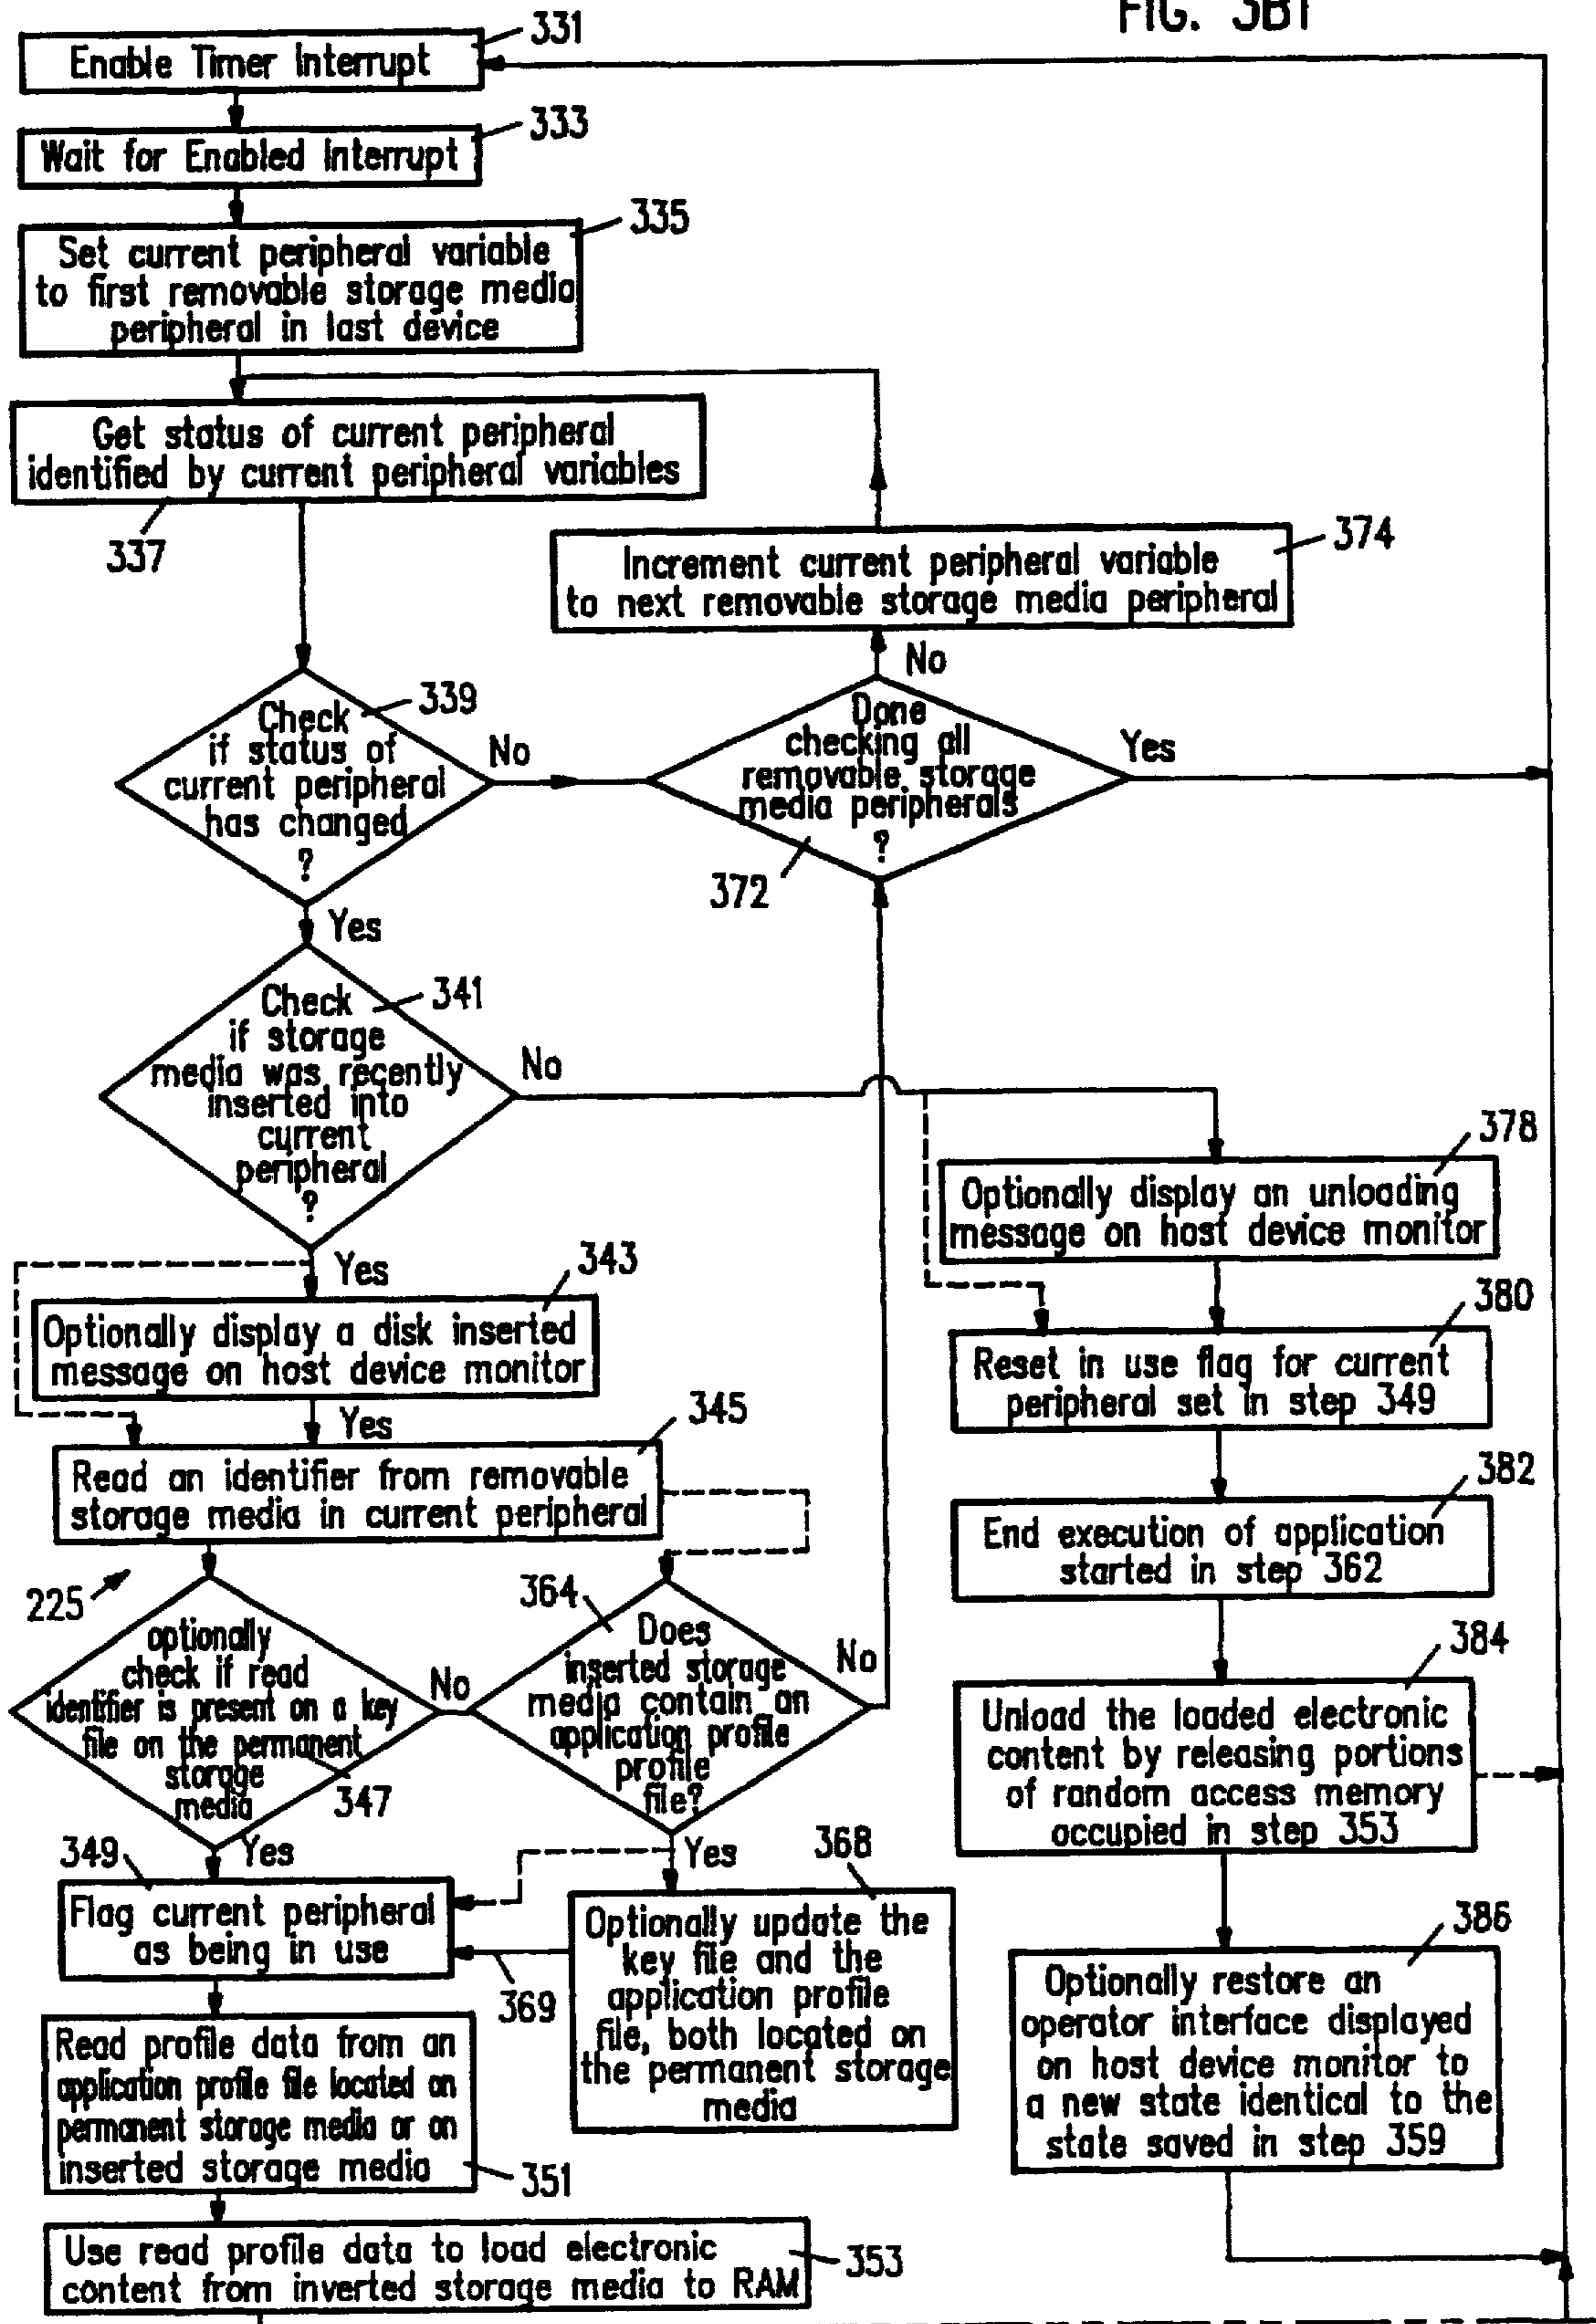 FIG. 3B1
331
Enable Timer Interrupt
333
Wait for Enabled Interrupt
335
Set current peripheral variable
to first removable storage media
peripheral in last device
Get status of current peripheral
identified by current peripheral variables
337
374
Increment current peripheral variable
to next removable storage media peripheral
No
339
Check
if status of
current peripheral
has changed
?
No
Done
checking all
removable storage
media peripherals
?
Yes
372
Yes
341
Check
if storage
media was recently
inserted into
current
peripheral
?
No
378
Optionally display an unloading
message on host device monitor
Yes
343
Optionally display a disk inserted
message on host device monitor
380
Reset in use flag for current
peripheral set in step 349
Yes
345
Read an identifier from removable
storage media in current peripheral
382
End execution of application
started in step 362
225
optionally
check if read
identifier is present on a key
file on the permanent
storage
media
347
No
364
Does
inserted storage
media contain an
application profile
profile
file?
No
384
Unload the loaded electronic
content by releasing portions
of random access memory
occupied in step 353
349
Yes
Flag current peripheral
as being in use
Yes
368
Optionally update the
key file and the
application profile
file, both located on
the permanent storage
media
369
386
Optionally restore an
operator interface displayed
on host device monitor to
a new state identical to the
state saved in step 359
Read profile data from an
application profile file located on
permanent storage media or on
inserted storage media
351
Use read profile data to load electronic
content from inverted storage media to RAM
353